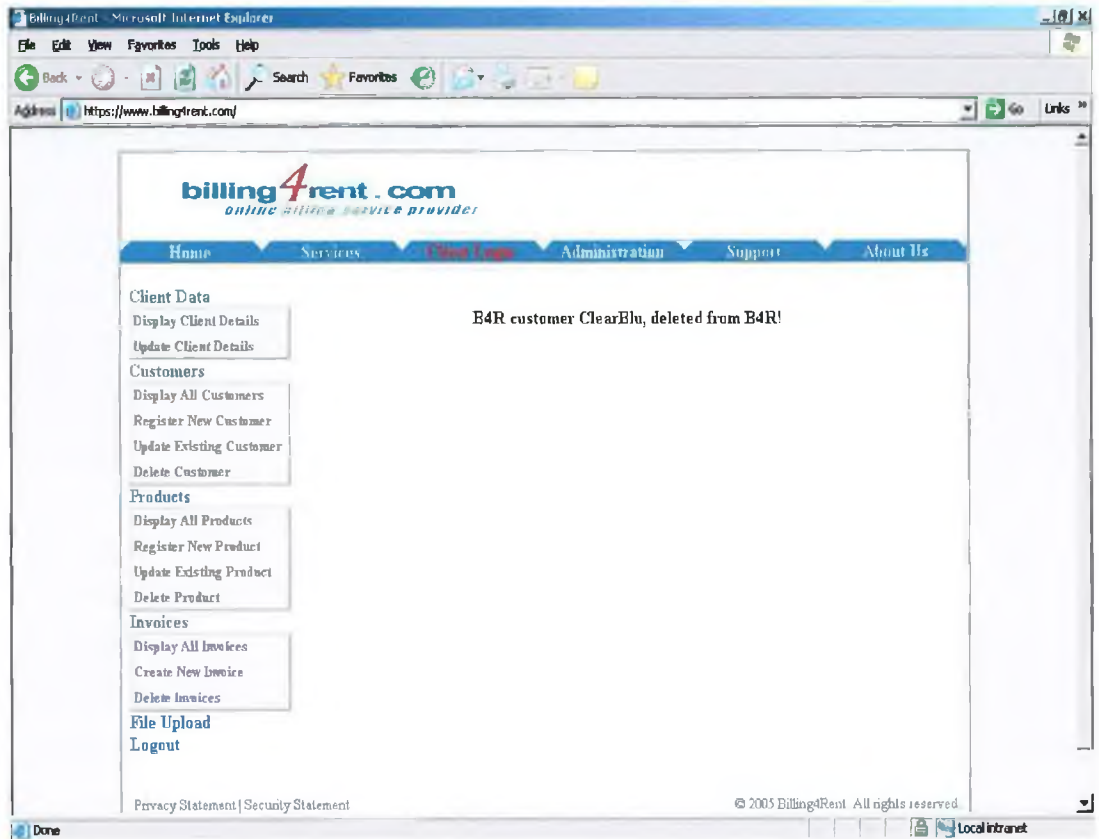 Billing4Rent - Microsoft Internet Explorer
File Edit View Favorites Tools Help
Back Search Favorites
Address https://www.billing4rent.com/ Go Links »
billing4rent.com
online billing service provider
Home Services Client Login Administration Support About Us
Client Data
Display Client Details
Update Client Details
B4R customer ClearBlu, deleted from B4R!
Customers
Display All Customers
Register New Customer
Update Existing Customer
Delete Customer
Products
Display All Products
Register New Product
Update Existing Product
Delete Product
Invoices
Display All Invoices
Create New Invoice
Delete Invoices
File Upload
Logout
Privacy Statement | Security Statement © 2005 Billing4Rent. All rights reserved.
Done Local intranet